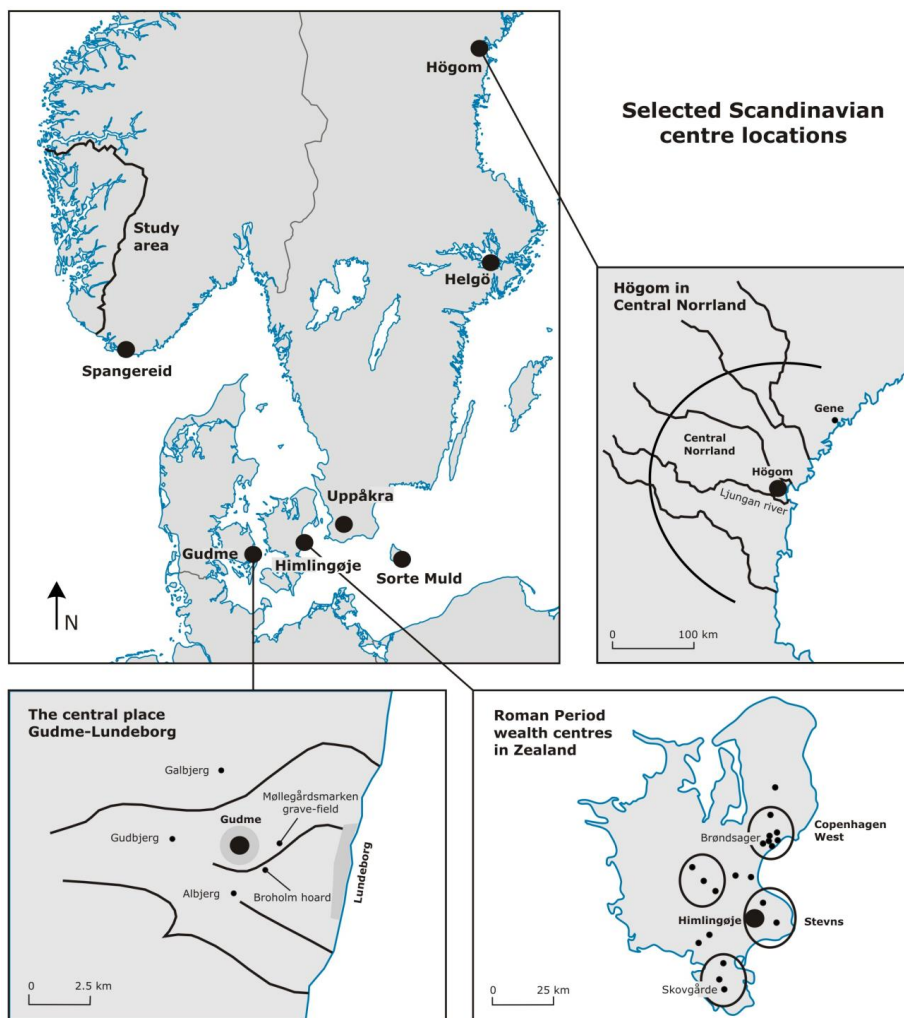 Selected Scandinavian
centre locations
Högom
Study
area
Helgö
Spangereid
Uppåkra
Gudme
Himlingøje
Sorte Muld
N
Högom in
Central Norrland
Gene
Central
Norrland
Högom
Ljungan river
0 100 km
The central place
Gudme-Lundeborg
Galbjerg
Møllegårdsmarken
grave-field
Gudme
Gudbjerg
Lundeborg
Broholm hoard
Albjerg
0 2.5 km
Roman Period
wealth centres
in Zealand
Copenhagen
West
Brøndsager
Himlingøje
Stevns
Skovgårde
0 25 km